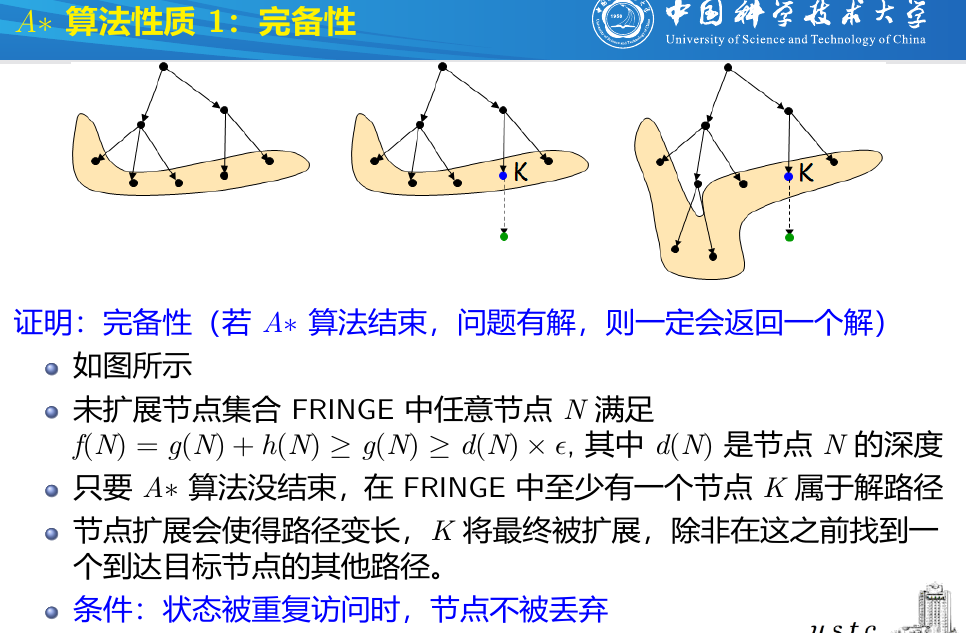 A* 算法性质 1：完备性
1958
中国科学技术大学
University of Science and Technology of China
K
K
证明：完备性（若 A* 算法结束，问题有解，则一定会返回一个解）
如图所示
未扩展节点集合 FRINGE 中任意节点 N 满足
f(N) = g(N) + h(N) ≥ g(N) ≥ d(N) × ϵ, 其中 d(N) 是节点 N 的深度
只要 A* 算法没结束，在 FRINGE 中至少有一个节点 K 属于解路径
节点扩展会使得路径变长，K 将最终被扩展，除非在这之前找到一
个到达目标节点的其他路径。
条件：状态被重复访问时，节点不被丢弃
ustc